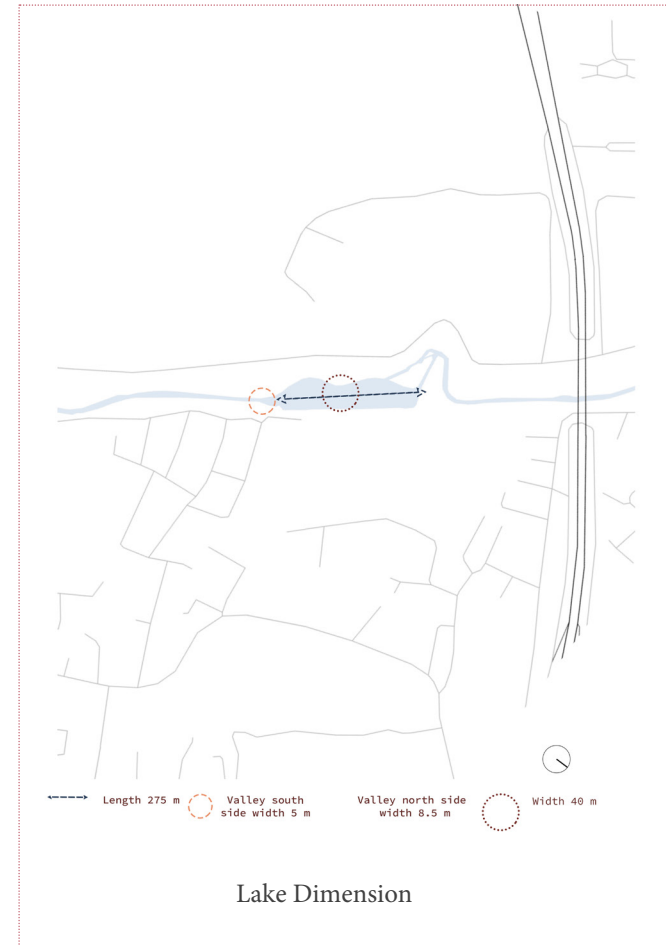 Length 275 m
Valley south
side width 5 m
Valley north side
width 8.5 m
Width 40 m
Lake Dimension